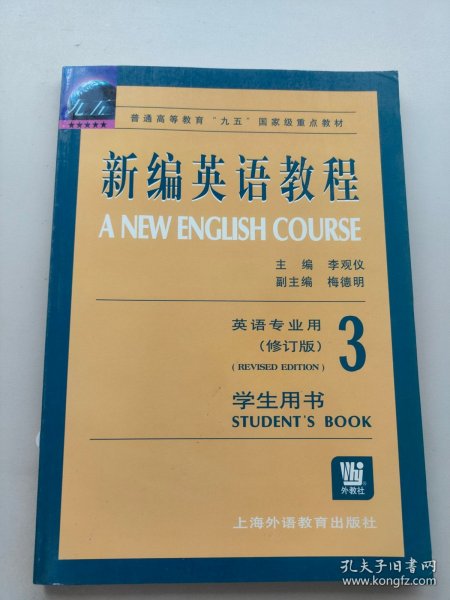 九五
★★★★★
普通高等教育“九五”国家级重点教材
新编英语教程
A NEW ENGLISH COURSE
主 编 李观仪
副主编 梅德明
英语专业用
(修订版)
(REVISED EDITION)
3
学生用书
STUDENT'S BOOK
外教社
上海外语教育出版社
孔夫子旧书网
www.kongfz.com